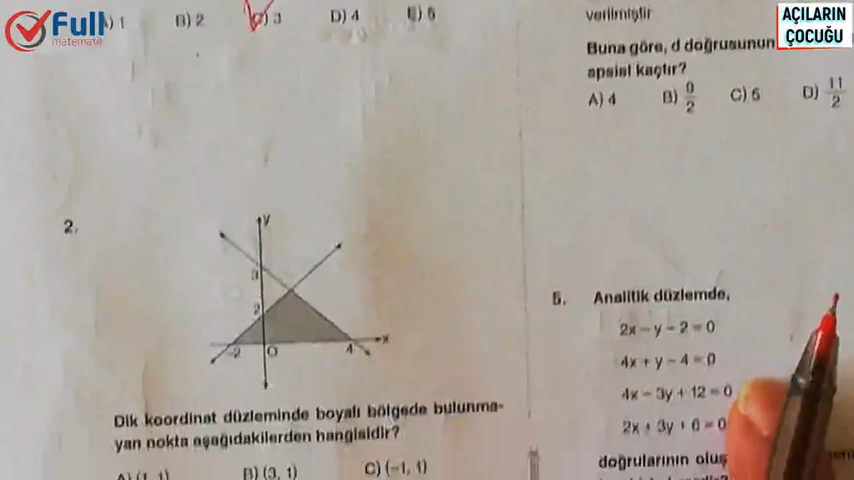 Full
matematik
AÇILARIN
ÇOCUĞU
A) 1 B) 2 C) 3 D) 4 E) 5
2.
y
3
2
-2 O 4 x
Dik koordinat düzleminde boyalı bölgede bulunma-
yan nokta aşağıdakilerden hangisidir?
A) (1, 1) B) (3, 1) C) (-1, 1)
verilmiştir
Buna göre, d doğrusunun
apsisi kaçtır?
A) 4 B) 9/2 C) 5 D) 11/2
5. Analitik düzlemde,
2x - y - 2 = 0
4x + y - 4 = 0
4x - 3y + 12 = 0
2x + 3y + 6 = 0
doğrularının oluş